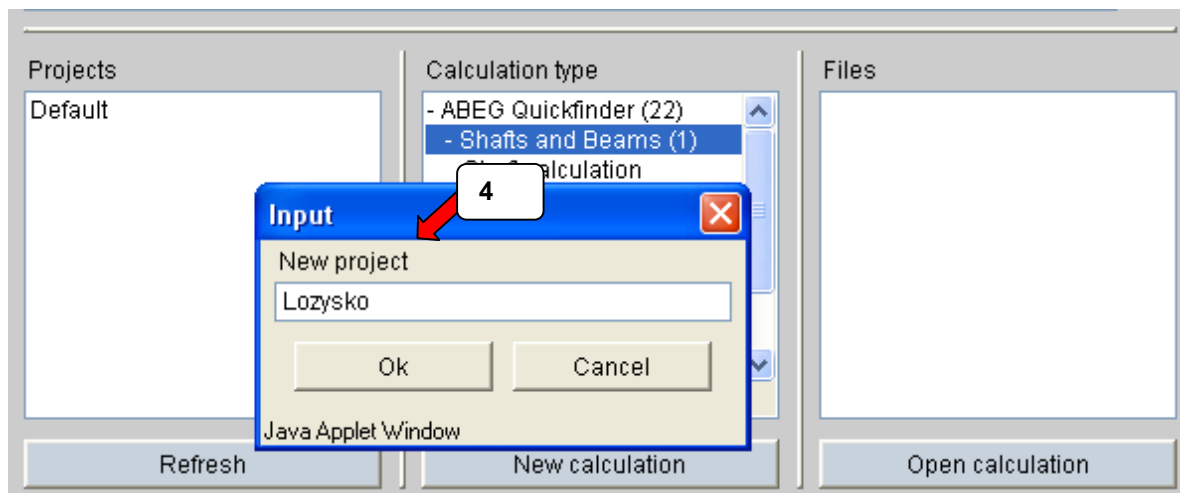 Projects
Calculation type
Files
Default
- ABEG Quickfinder (22)
- Shafts and Beams (1)
alculation
4
Input
New project
Lozysko
Ok
Cancel
Java Applet Window
Refresh
New calculation
Open calculation